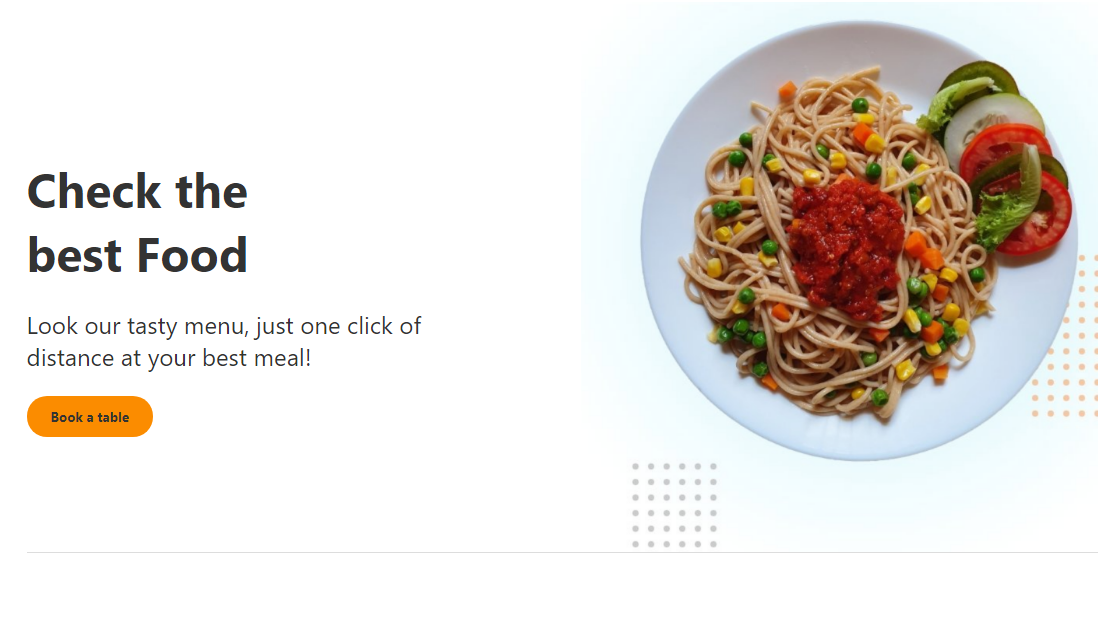 Check the
best Food
Look our tasty menu, just one click of
distance at your best meal!
Book a table